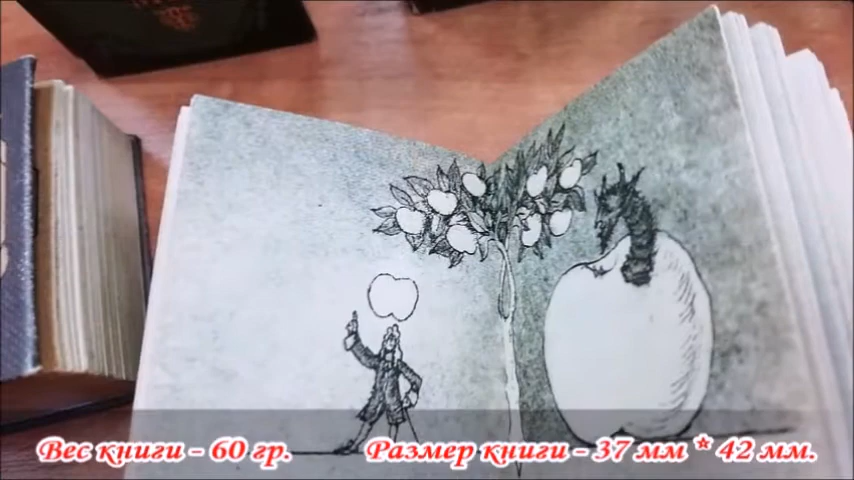 Вес книги - 60 гр. Размер книги - 37 мм * 42 мм.